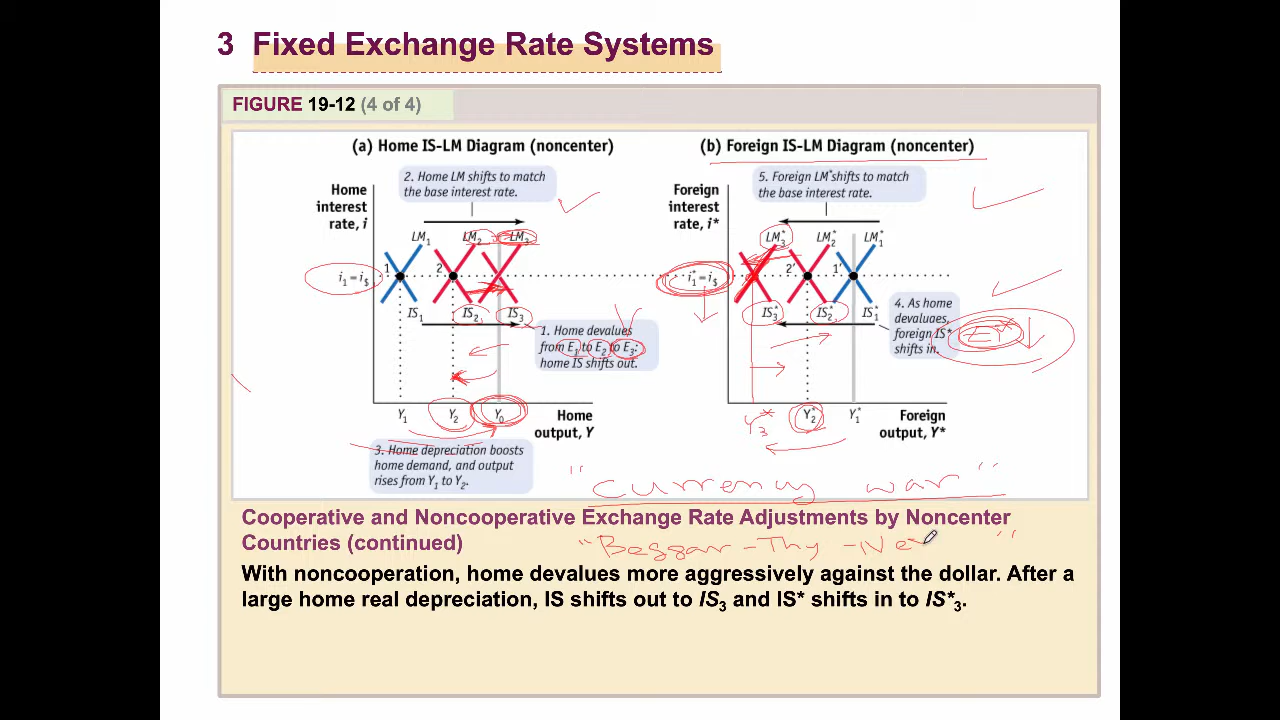 3 Fixed Exchange Rate Systems
FIGURE 19-12 (4 of 4)
(a) Home IS-LM Diagram (noncenter)
2. Home LM shifts to match
the base interest rate.
Home
interest
rate, i
LM1 LM2 LM3
1 2
i1 = i$
IS1 IS2 IS3
1. Home devalues
from E1 to E2 to E3:
home IS shifts out.
Y1 Y2 Y0 Home
output, Y
3. Home depreciation boosts
home demand, and output
rises from Y1 to Y2.
(b) Foreign IS-LM Diagram (noncenter)
5. Foreign LM* shifts to match
the base interest rate.
Foreign
interest
rate, i*
LM*3 LM*2 LM*1
2′ 1′
i*1 = i$
IS*3 IS*2 IS*1
4. As home
devalues,
foreign IS*
shifts in.
E*
Y3* Y*2 Y*1 Foreign
output, Y*
"Currency war"
Cooperative and Noncooperative Exchange Rate Adjustments by Noncenter
Countries (continued)
"Beggar-Thy-Ne "
With noncooperation, home devalues more aggressively against the dollar. After a
large home real depreciation, IS shifts out to IS3 and IS* shifts in to IS*3.